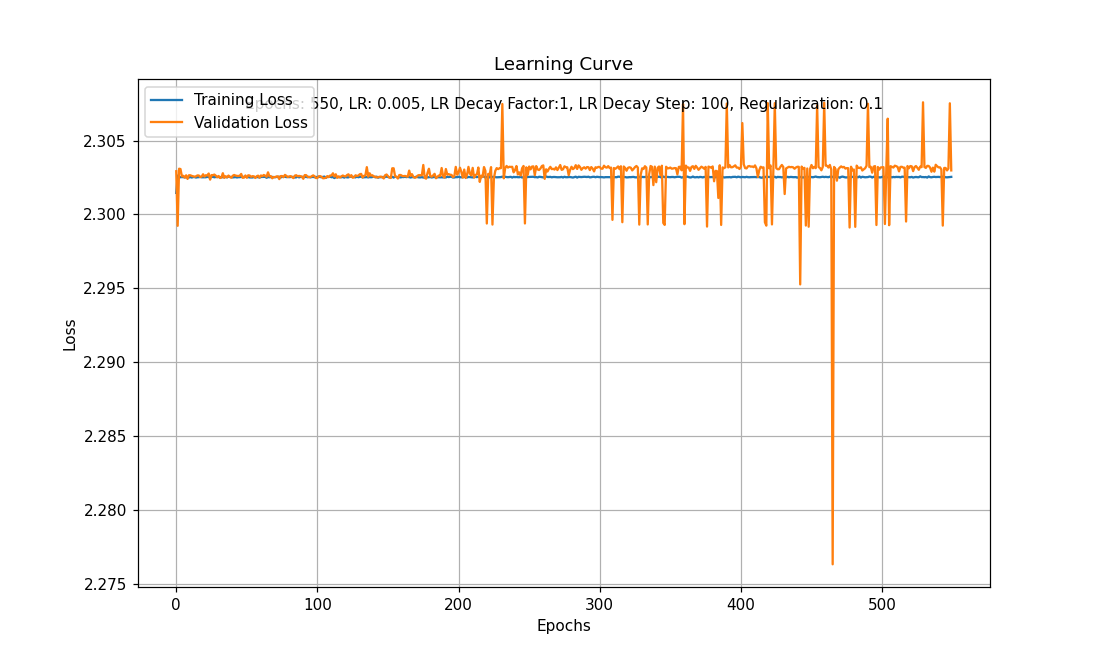 Learning Curve
Epochs: 550, LR: 0.005, LR Decay Factor:1, LR Decay Step: 100, Regularization: 0.1
Training Loss
Validation Loss
2.305
2.300
2.295
2.290
2.285
2.280
2.275
Loss
0 100 200 300 400 500
Epochs